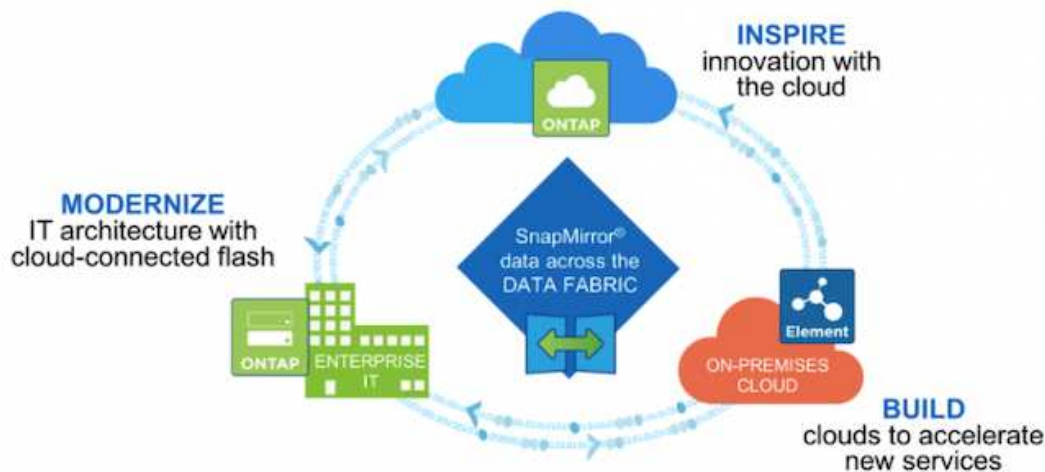 INSPIRE
innovation with
the cloud
ONTAP
MODERNIZE
IT architecture with
cloud-connected flash
SnapMirror®
data across the
DATA FABRIC
ONTAP
ENTERPRISE
IT
Element
ON-PREMISES
CLOUD
BUILD
clouds to accelerate
new services